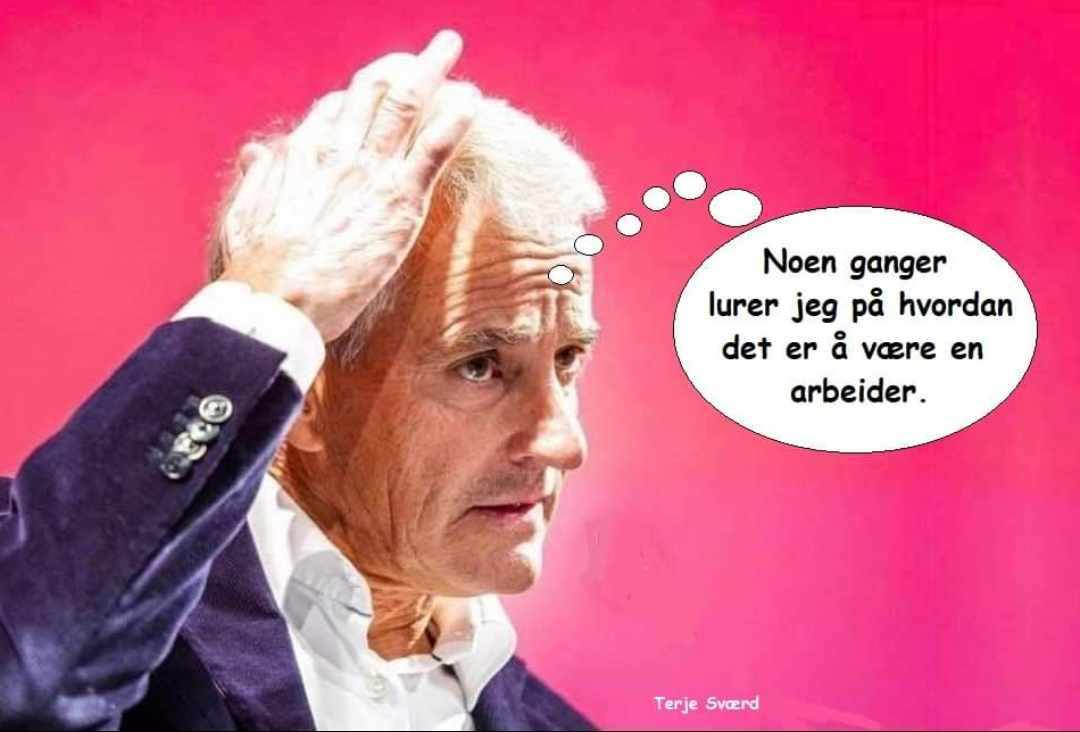 Noen ganger
lurer jeg på hvordan
det er å være en
arbeider.
Terje Sværd